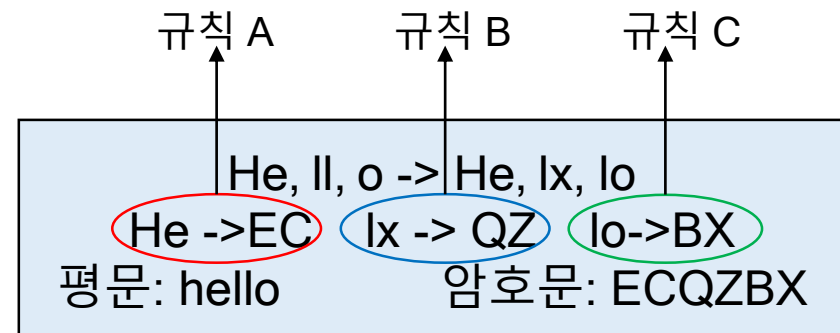 규칙 A 규칙 B 규칙 C
He, ll, o -> He, lx, lo
He ->EC lx -> QZ lo->BX
평문: hello 암호문: ECQZBX